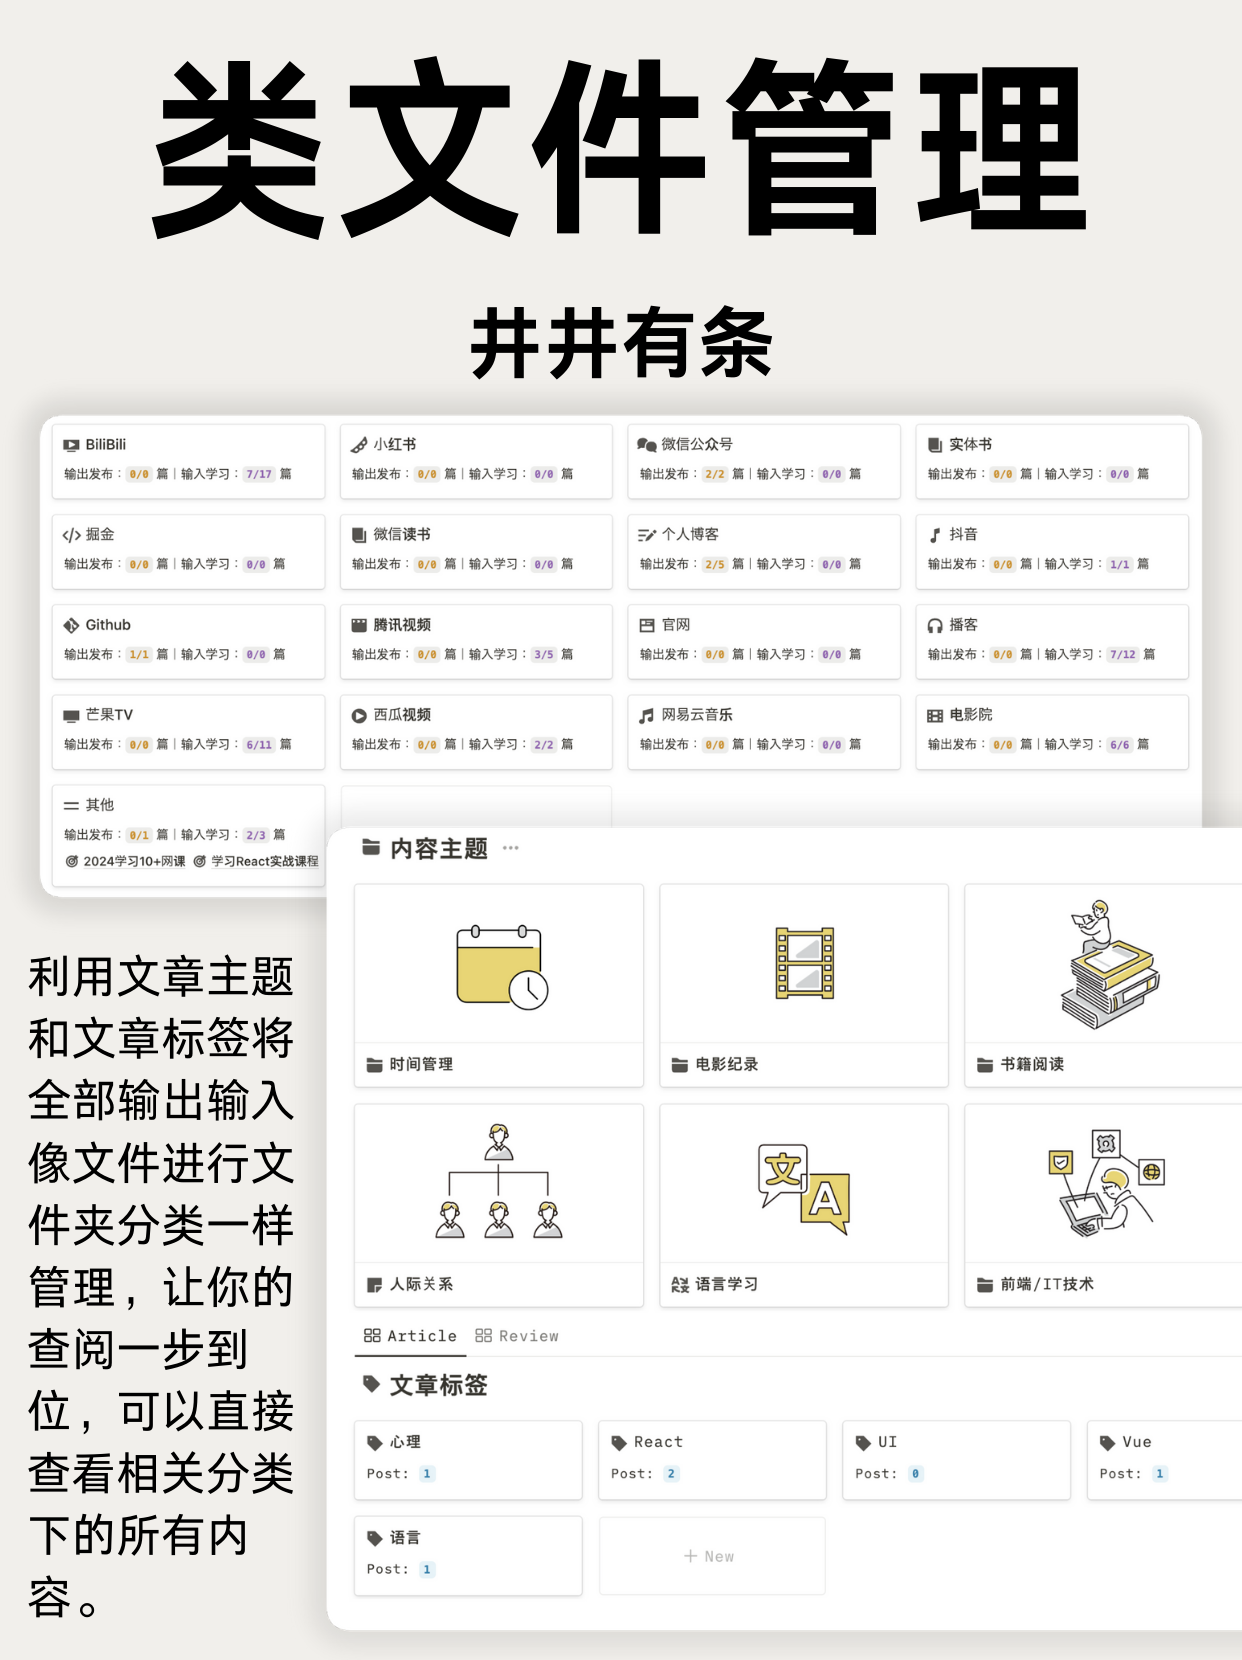 类文件管理
井井有条
BiliBili
输出发布：0/0 篇｜输入学习：7/17 篇
小红书
输出发布：0/0 篇｜输入学习：0/0 篇
微信公众号
输出发布：2/2 篇｜输入学习：0/0 篇
实体书
输出发布：0/0 篇｜输入学习：0/0 篇
掘金
输出发布：0/0 篇｜输入学习：0/0 篇
微信读书
输出发布：0/0 篇｜输入学习：0/0 篇
个人博客
输出发布：2/5 篇｜输入学习：0/0 篇
抖音
输出发布：0/0 篇｜输入学习：1/1 篇
Github
输出发布：1/1 篇｜输入学习：0/0 篇
腾讯视频
输出发布：0/0 篇｜输入学习：3/5 篇
官网
输出发布：0/0 篇｜输入学习：0/0 篇
播客
输出发布：0/0 篇｜输入学习：7/12 篇
芒果TV
输出发布：0/0 篇｜输入学习：6/11 篇
西瓜视频
输出发布：0/0 篇｜输入学习：2/2 篇
网易云音乐
输出发布：0/0 篇｜输入学习：0/0 篇
电影院
输出发布：0/0 篇｜输入学习：6/6 篇
其他
输出发布：0/1 篇｜输入学习：2/3 篇
2024学习10+网课 学习React实战课程
利用文章主题
和文章标签将
全部输出输入
像文件进行文
件夹分类一样
管理，让你的
查阅一步到
位，可以直接
查看相关分类
下的所有内
容。
内容主题 ···
时间管理
电影纪录
书籍阅读
人际关系
文 A
语言学习
前端/IT技术
Article Review
文章标签
心理
Post: 1
React
Post: 2
UI
Post: 0
Vue
Post: 1
语言
Post: 1
+ New